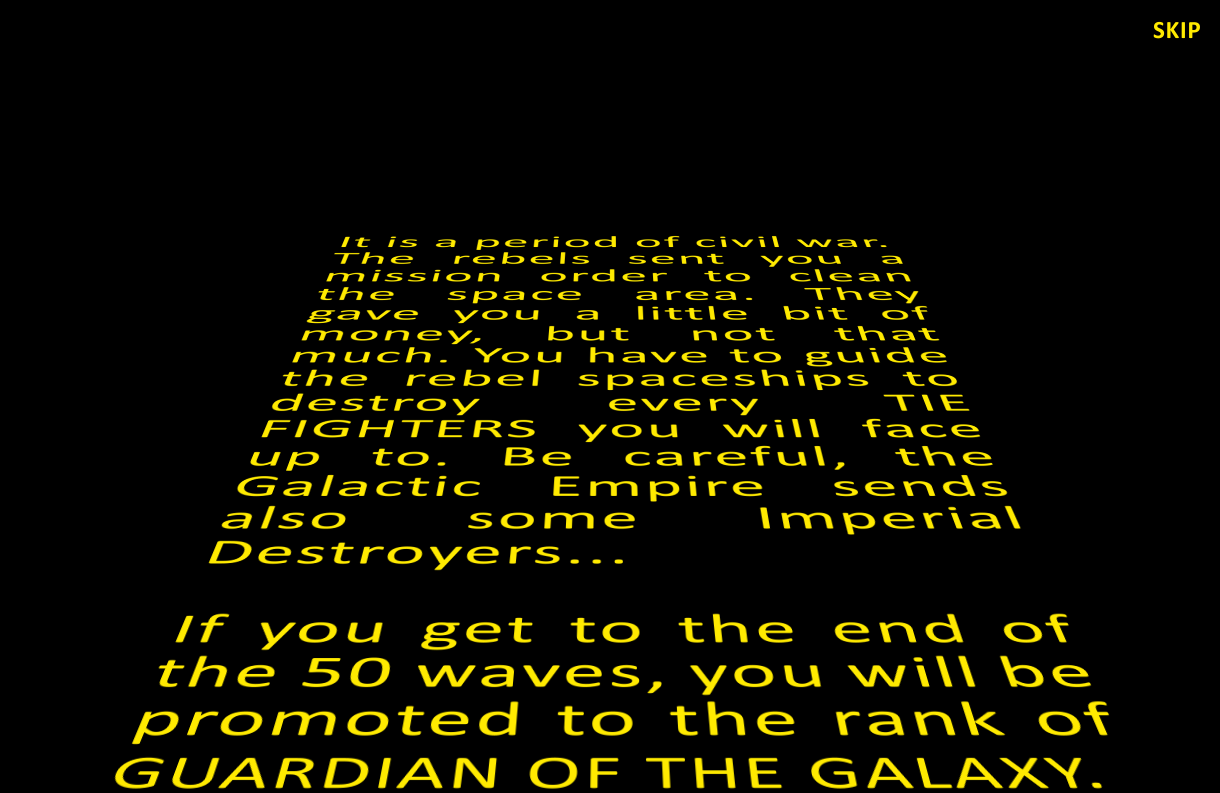 SKIP
It is a period of civil war.
The rebels sent you a
mission order to clean
the space area. They
gave you a little bit of
money, but not that
much. You have to guide
the rebel spaceships to
destroy every TIE
FIGHTERS you will face
up to. Be careful, the
Galactic Empire sends
also some Imperial
Destroyers...
If you get to the end of
the 50 waves, you will be
promoted to the rank of
GUARDIAN OF THE GALAXY.